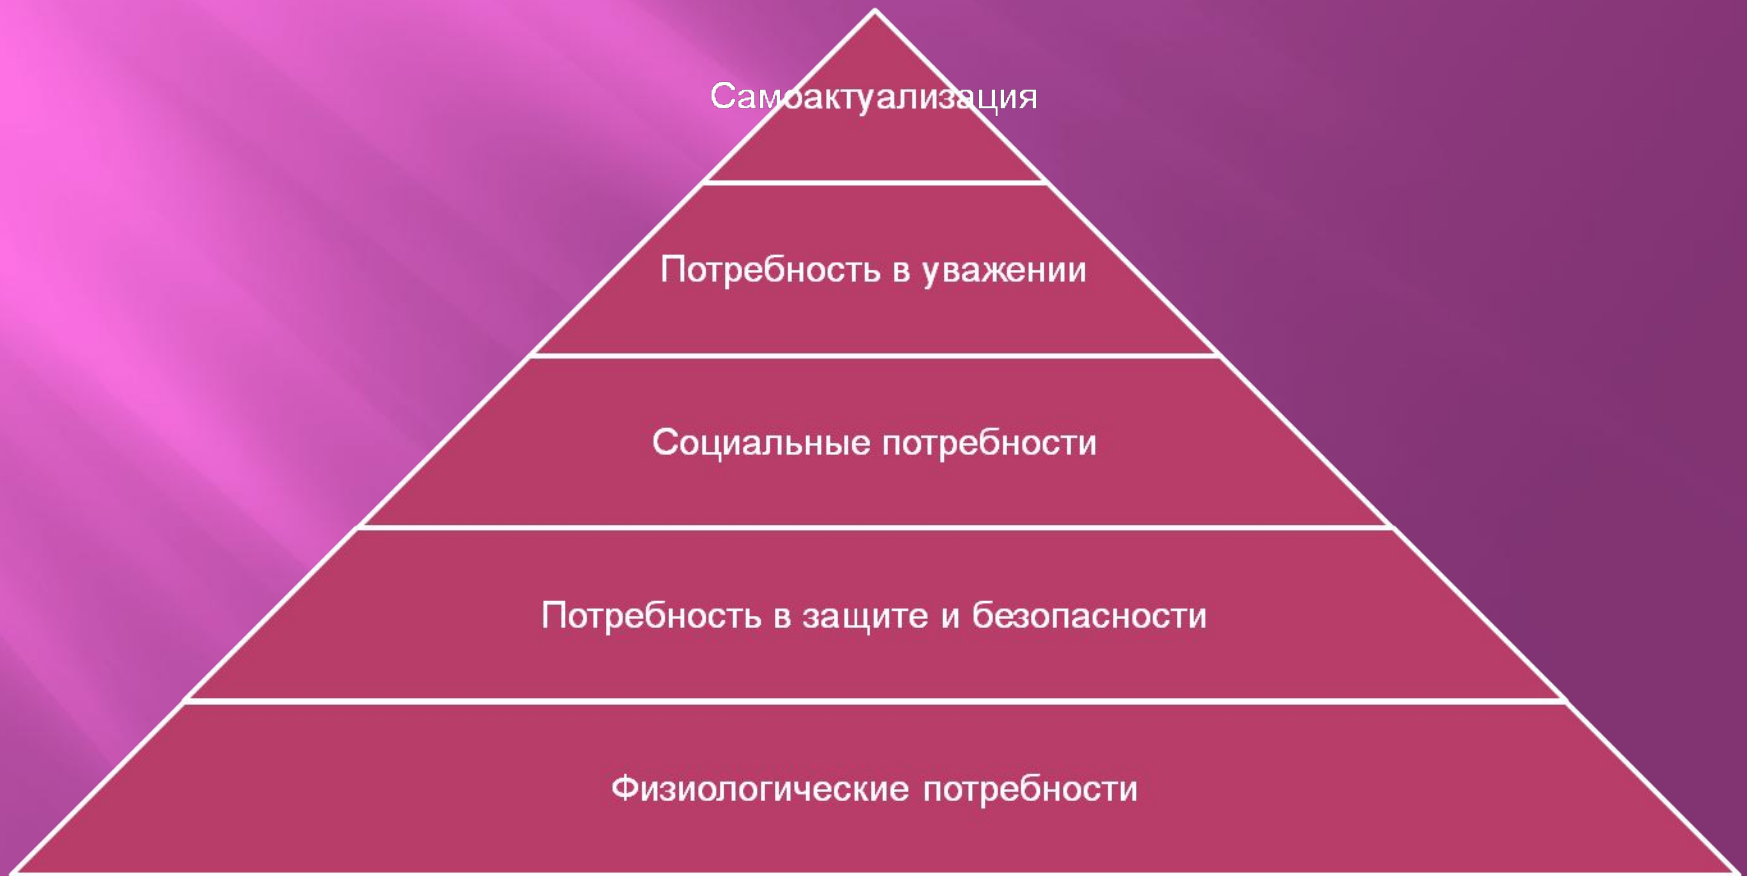 Самоактуализация
Потребность в уважении
Социальные потребности
Потребность в защите и безопасности
Физиологические потребности